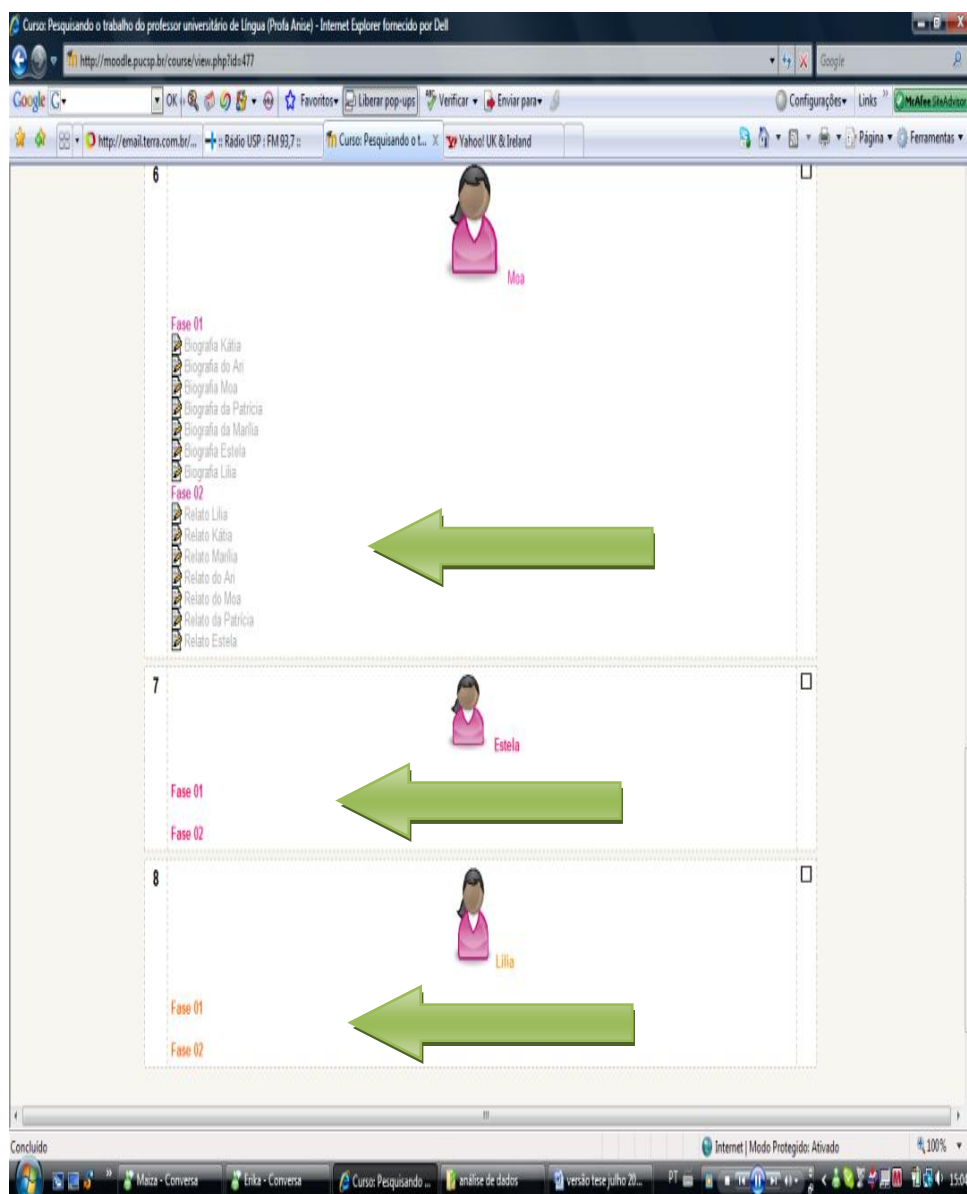 Curso: Pesquisando o trabalho do professor universitário de Língua (Profa Anise) - Internet Explorer fornecido por Dell
http://moodle.pucsp.br/course/view.php?id=477
Google
Google G OK Favoritos Liberar pop-ups Verificar Enviar para Configurações Links McAfee SiteAdvisor
http://email.terra.com.br/... :: Rádio USP : FM 93,7 :: Curso: Pesquisando o t... X Yahoo! UK & Ireland Página Ferramentas
6
Moa
Fase 01
Biografia Kátia
Biografia do Ari
Biografia Moa
Biografia da Patrícia
Biografia da Marília
Biografia Estela
Biografia Lilia
Fase 02
Relato Lilia
Relato Kátia
Relato Marilia
Relato do Ari
Relato do Moa
Relato da Patrícia
Relato Estela
7
Estela
Fase 01
Fase 02
8
Lilia
Fase 01
Fase 02
Concluído Internet | Modo Protegido: Ativado 100%
Maiza - Conversa Erika - Conversa Curso: Pesquisando ... análise de dados versão tese julho 20... PT 15:04